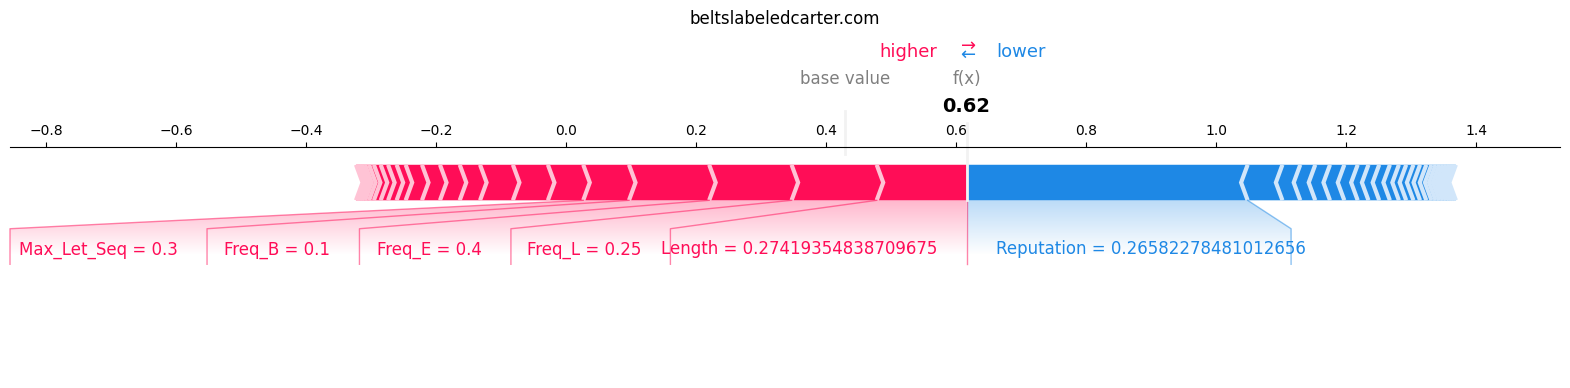 beltslabeledcarter.com
higher ⇄ lower
base value f(x)
0.62
−0.8 −0.6 −0.4 −0.2 0.0 0.2 0.4 0.6 0.8 1.0 1.2 1.4
Max_Let_Seq = 0.3 Freq_B = 0.1 Freq_E = 0.4 Freq_L = 0.25 Length = 0.27419354838709675 Reputation = 0.26582278481012656